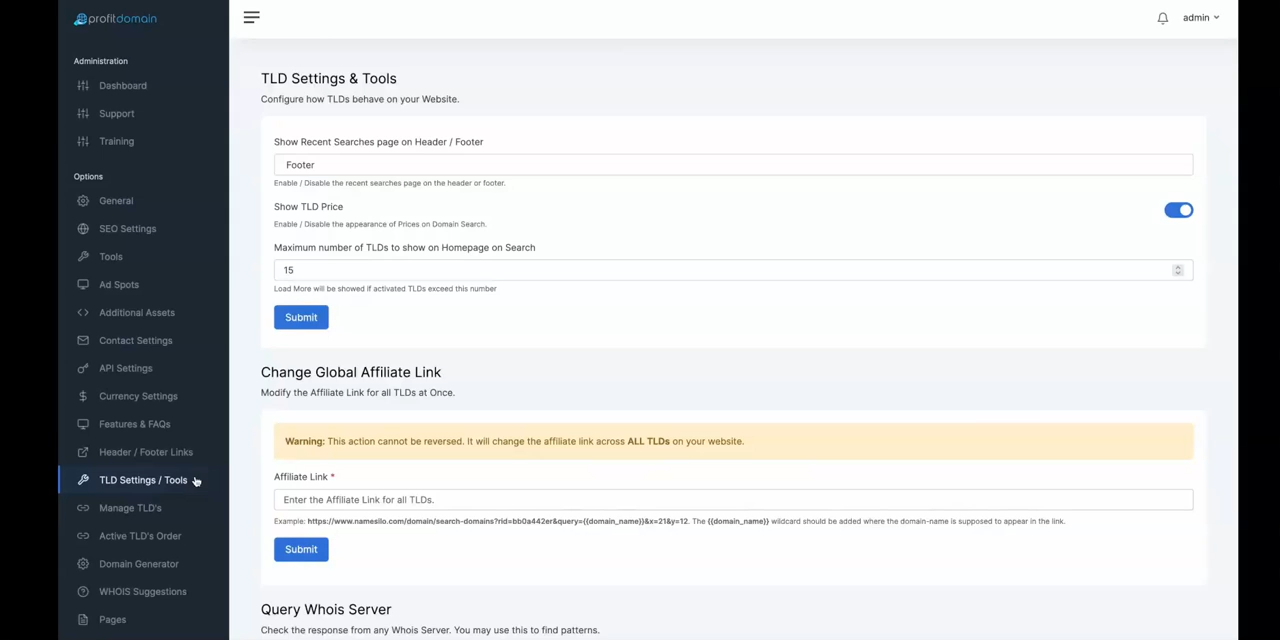 profitdomain
admin
Administration
Dashboard
Support
Training
Options
General
SEO Settings
Tools
Ad Spots
Additional Assets
Contact Settings
API Settings
Currency Settings
Features & FAQs
Header / Footer Links
TLD Settings / Tools
Manage TLD's
Active TLD's Order
Domain Generator
WHOIS Suggestions
Pages
TLD Settings & Tools
Configure how TLDs behave on your Website.
Show Recent Searches page on Header / Footer
Footer
Enable / Disable the recent searches page on the header or footer.
Show TLD Price
Enable / Disable the appearance of Prices on Domain Search.
Maximum number of TLDs to show on Homepage on Search
15
Load More will be showed if activated TLDs exceed this number
Submit
Change Global Affiliate Link
Modify the Affiliate Link for all TLDs at Once.
Warning: This action cannot be reversed. It will change the affiliate link across ALL TLDs on your website.
Affiliate Link *
Enter the Affiliate Link for all TLDs.
Example: https://www.namesilo.com/domain/search-domains?rid=bb0a442er&query={{domain_name}}&x=21&y=12. The {{domain_name}} wildcard should be added where the domain-name is supposed to appear in the link.
Submit
Query Whois Server
Check the response from any Whois Server. You may use this to find patterns.